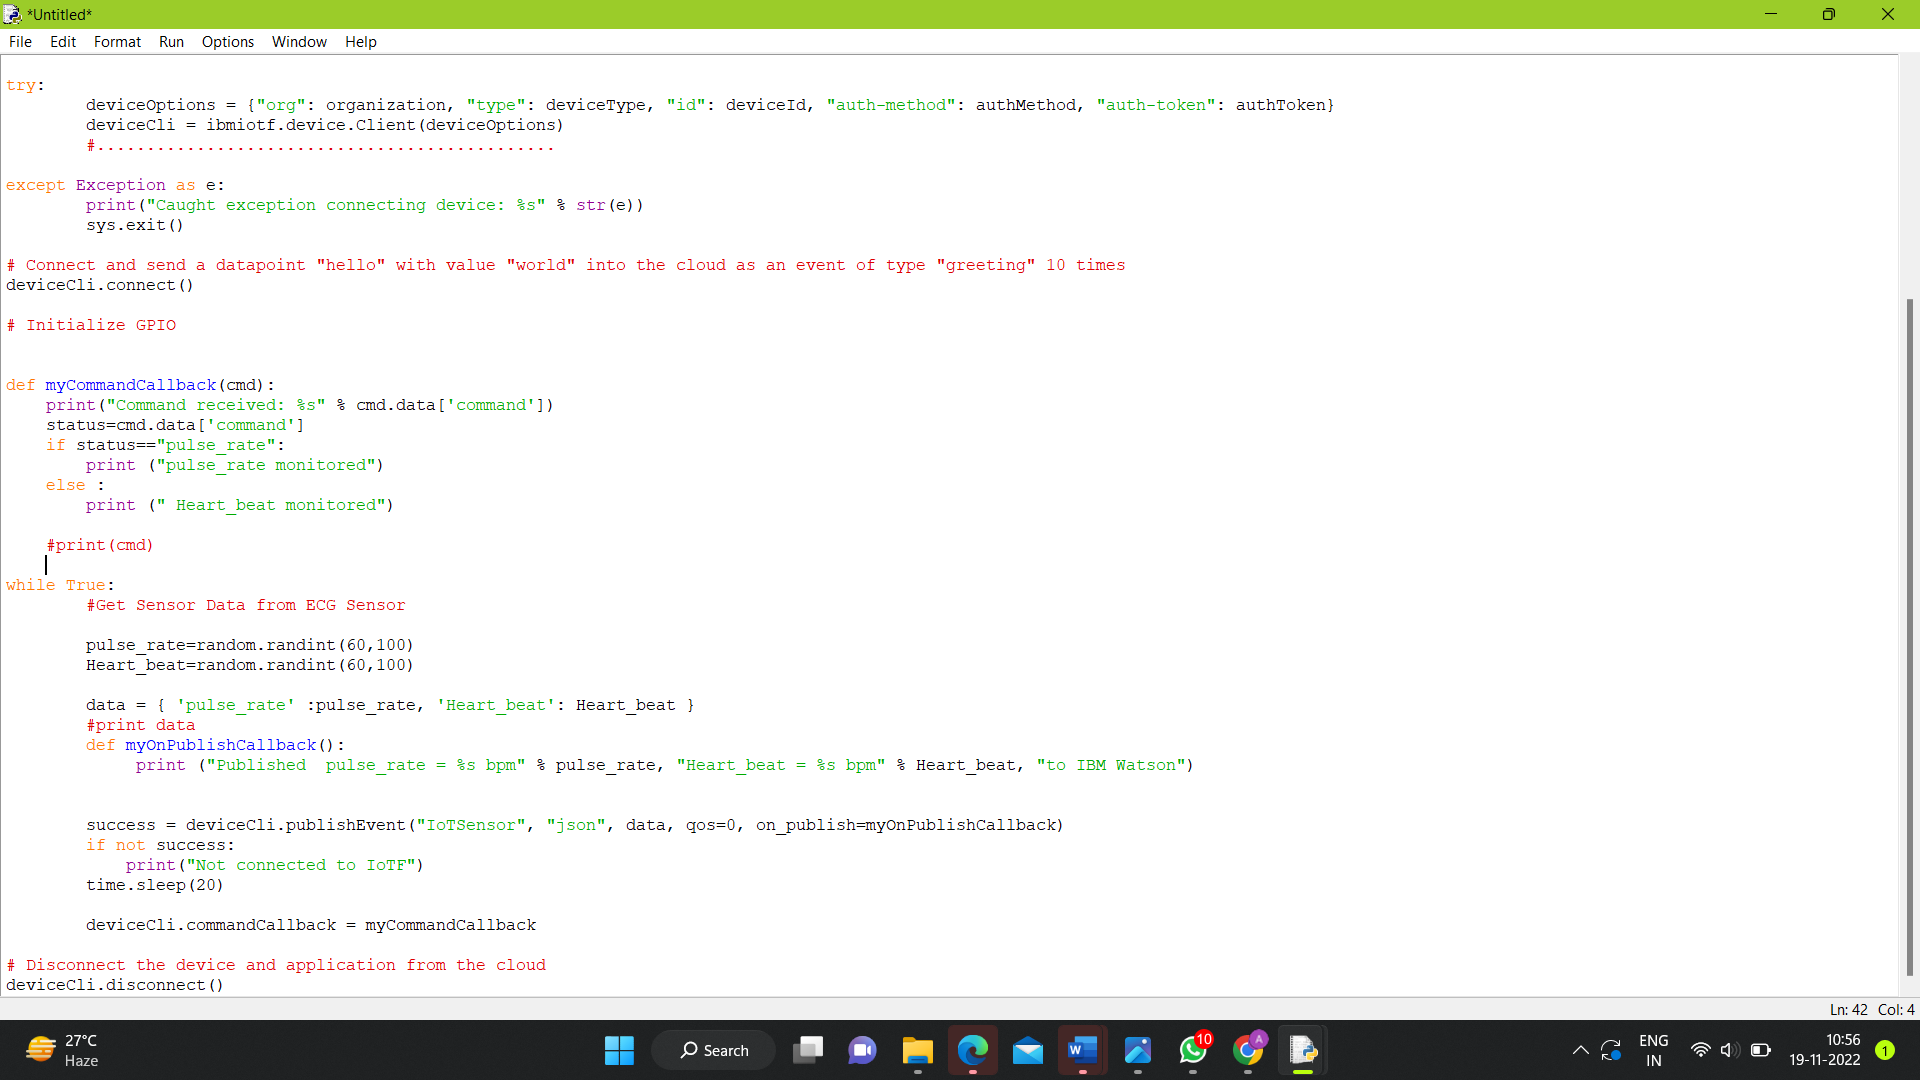 *Untitled*
File Edit Format Run Options Window Help
try:
        deviceOptions = {"org": organization, "type": deviceType, "id": deviceId, "auth-method": authMethod, "auth-token": authToken}
        deviceCli = ibmiotf.device.Client(deviceOptions)
        #..............................................
except Exception as e:
        print("Caught exception connecting device: %s" % str(e))
        sys.exit()
# Connect and send a datapoint "hello" with value "world" into the cloud as an event of type "greeting" 10 times
deviceCli.connect()
# Initialize GPIO
def myCommandCallback(cmd):
    print("Command received: %s" % cmd.data['command'])
    status=cmd.data['command']
    if status=="pulse_rate":
        print ("pulse_rate monitored")
    else :
        print (" Heart_beat monitored")
    #print(cmd)
while True:
        #Get Sensor Data from ECG Sensor
        pulse_rate=random.randint(60,100)
        Heart_beat=random.randint(60,100)
        data = { 'pulse_rate' :pulse_rate, 'Heart_beat': Heart_beat }
        #print data
        def myOnPublishCallback():
             print ("Published  pulse_rate = %s bpm" % pulse_rate, "Heart_beat = %s bpm" % Heart_beat, "to IBM Watson")
        success = deviceCli.publishEvent("IoTSensor", "json", data, qos=0, on_publish=myOnPublishCallback)
        if not success:
            print("Not connected to IoTF")
        time.sleep(20)
        deviceCli.commandCallback = myCommandCallback
# Disconnect the device and application from the cloud
deviceCli.disconnect()
Ln: 42 Col: 4
27°C
Haze
Search
10
A
W
ENG
IN
10:56
19-11-2022
1